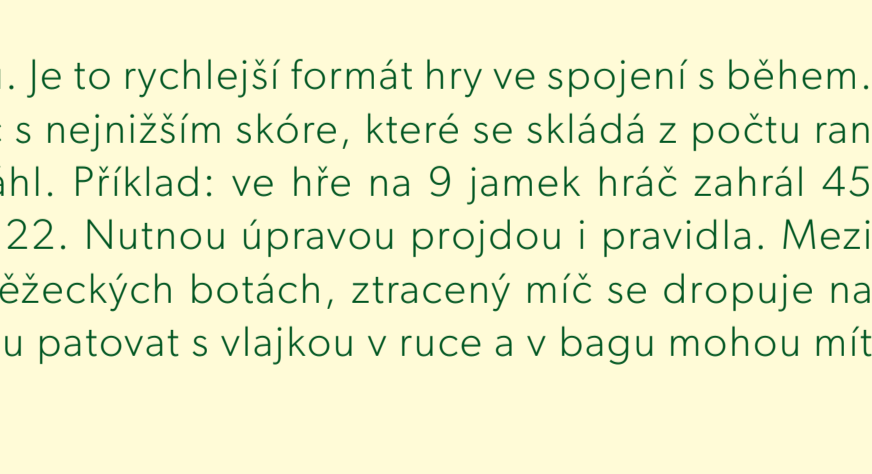 . Je to rychlejší formát hry ve spojení s během.
s nejnižším skóre, které se skládá z počtu ran
áhl. Příklad: ve hře na 9 jamek hráč zahrál 45
22. Nutnou úpravou projdou i pravidla. Mezi
ěžeckých botách, ztracený míč se dropuje na
u patovat s vlajkou v ruce a v bagu mohou mít